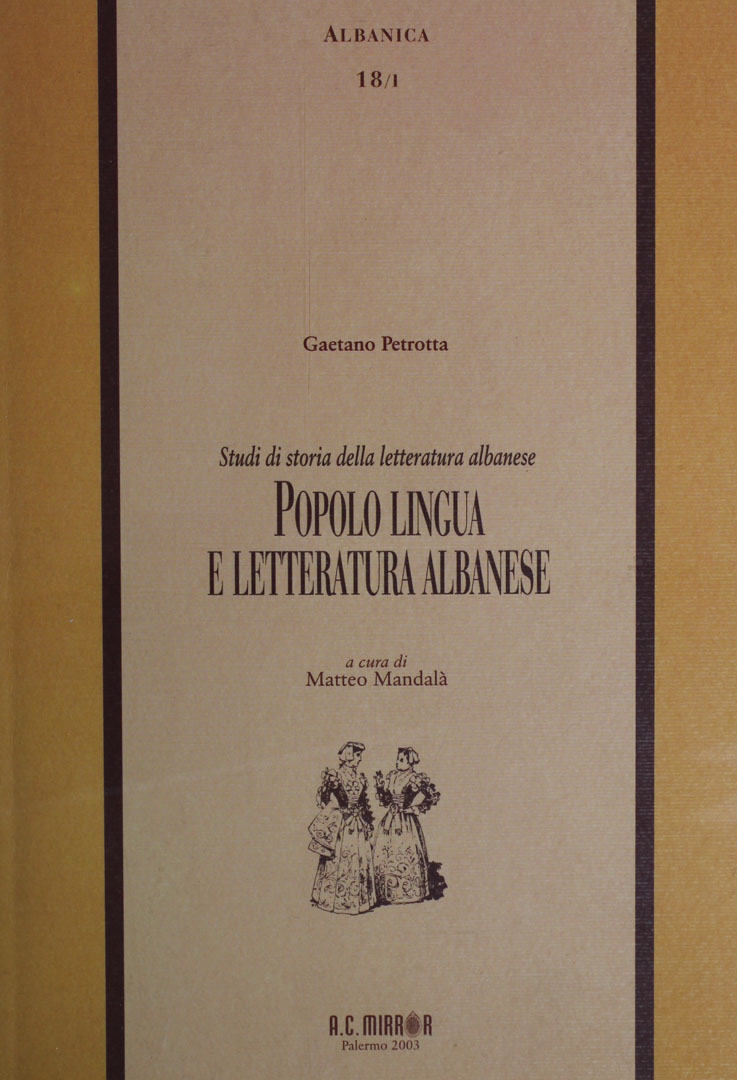 ALBANICA
18/1
Gaetano Petrotta
Studi di storia della letteratura albanese
POPOLO LINGUA
E LETTERATURA ALBANESE
a cura di
Matteo Mandalà
A.C. MIRROR
Palermo 2003